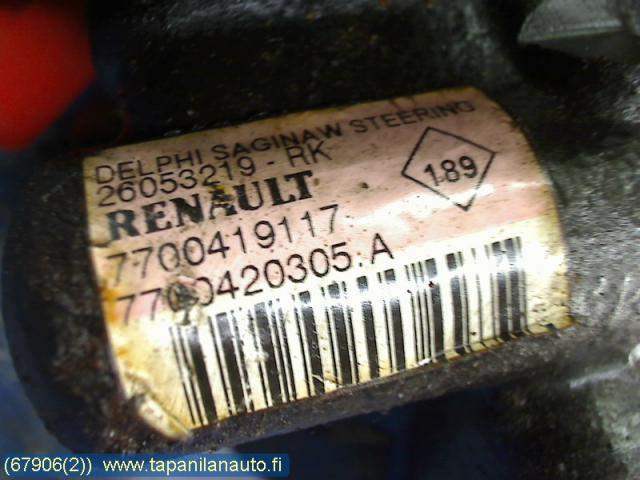 DELPHI SAGINAW STEERING
26053219 - RK
RENAULT
189
7700419117
7700420305.A
(67906(2)) www.tapanilanauto.fi